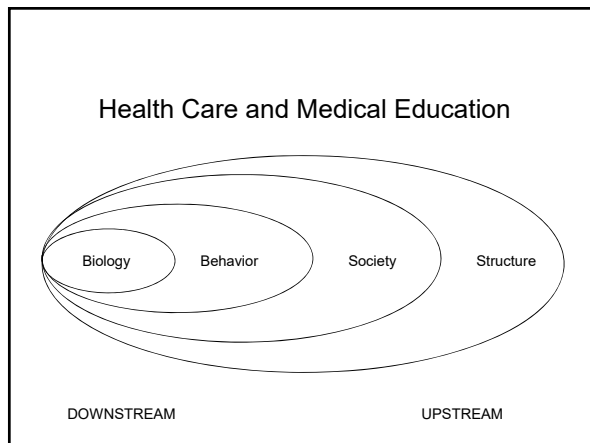 Health Care and Medical Education
Biology Behavior Society Structure
DOWNSTREAM UPSTREAM